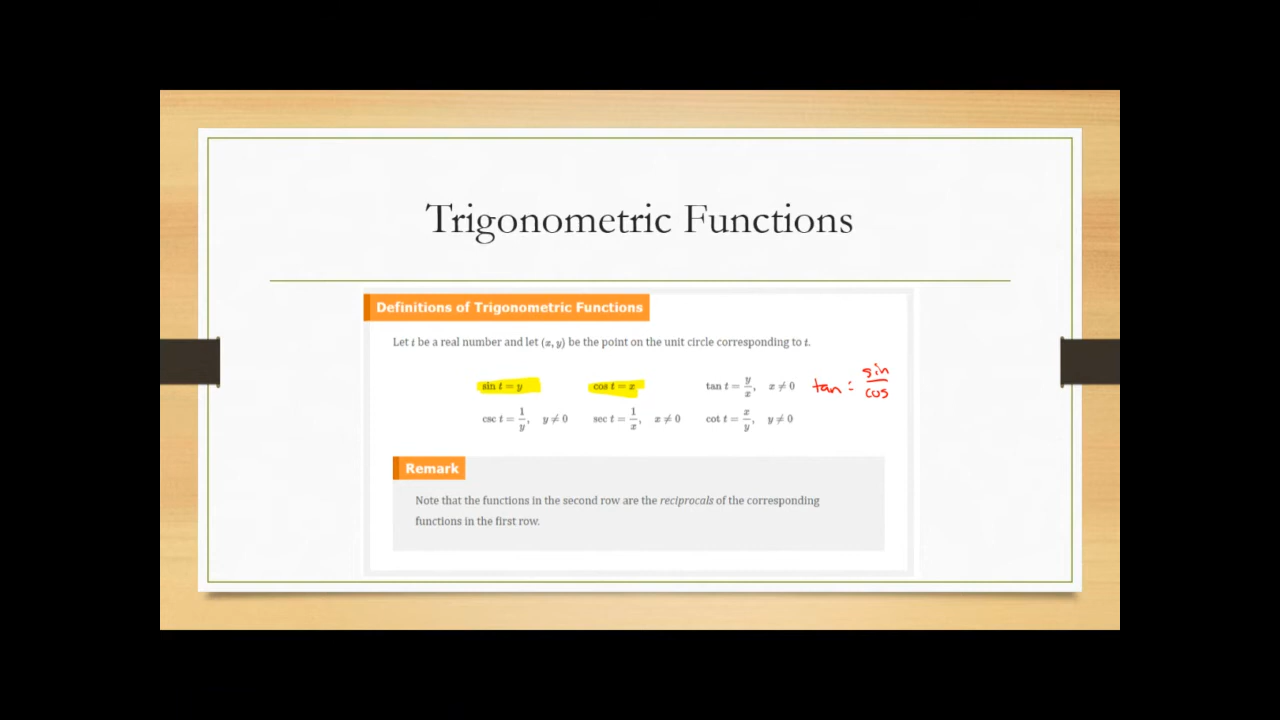 Trigonometric Functions
Definitions of Trigonometric Functions
Let t be a real number and let (x, y) be the point on the unit circle corresponding to t.
sin t = y cos t = x tan t = y/x, x ≠ 0 tan = sin/cos
csc t = 1/y, y ≠ 0 sec t = 1/x, x ≠ 0 cot t = x/y, y ≠ 0
Remark
Note that the functions in the second row are the reciprocals of the corresponding
functions in the first row.